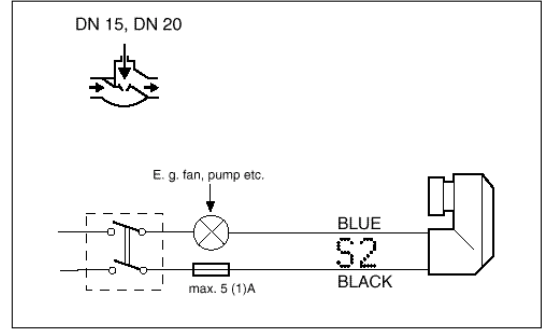 DN 15, DN 20
E. g. fan, pump etc.
BLUE
S2
BLACK
max. 5 (1)A